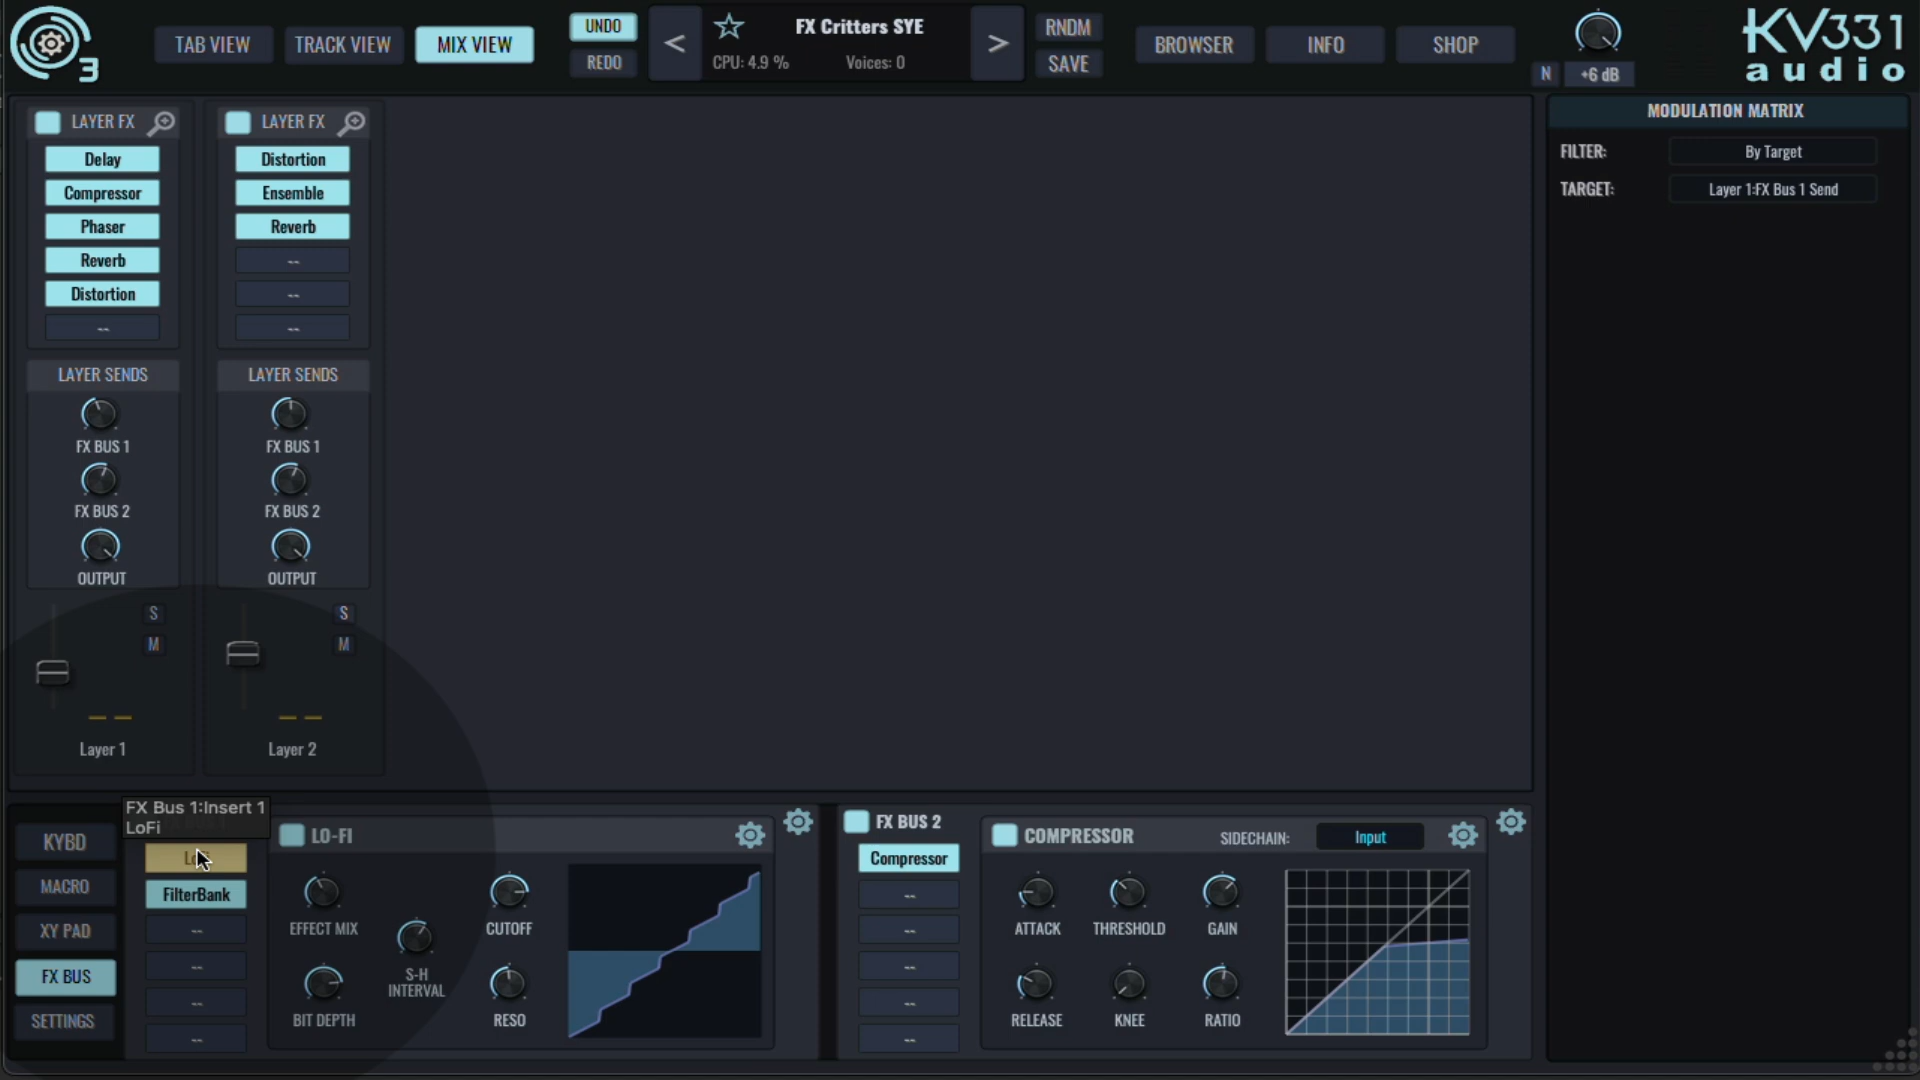 3
TAB VIEW
TRACK VIEW
MIX VIEW
UNDO
REDO
<
FX Critters SYE
CPU: 4.9 %
Voices: 0
>
RNDM
SAVE
BROWSER
INFO
SHOP
N
+6 dB
KV331
audio
LAYER FX
Delay
Compressor
Phaser
Reverb
Distortion
--
LAYER FX
Distortion
Ensemble
Reverb
--
--
--
LAYER SENDS
FX BUS 1
FX BUS 2
OUTPUT
S
M
Layer 1
LAYER SENDS
FX BUS 1
FX BUS 2
OUTPUT
S
M
Layer 2
MODULATION MATRIX
FILTER:
By Target
TARGET:
Layer 1:FX Bus 1 Send
KYBD
MACRO
XY PAD
FX BUS
SETTINGS
FX Bus 1:Insert 1
LoFi
FilterBank
--
--
--
--
LO-FI
EFFECT MIX
BIT DEPTH
S-H
INTERVAL
CUTOFF
RESO
FX BUS 2
Compressor
--
--
--
--
--
COMPRESSOR
SIDECHAIN:
Input
ATTACK
THRESHOLD
GAIN
RELEASE
KNEE
RATIO